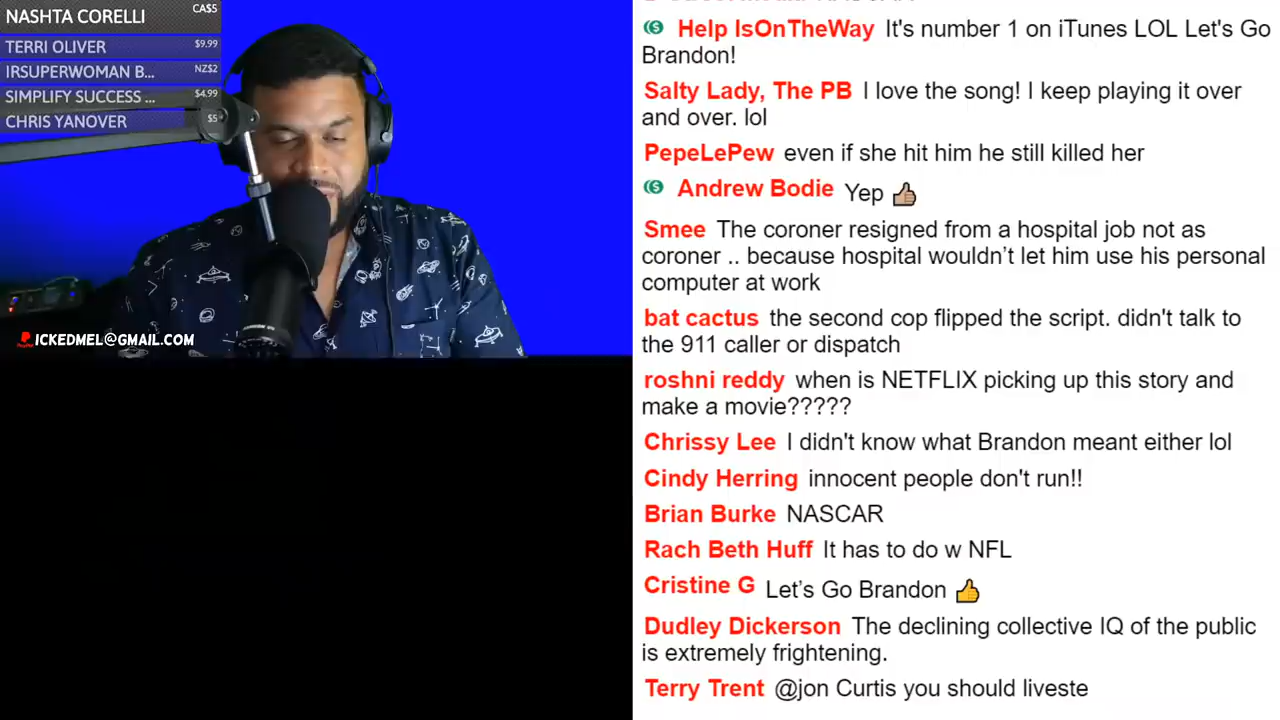 NASHTA CORELLI CA$5
TERRI OLIVER $9.99
IRSUPERWOMAN B... NZ$2
SIMPLIFY SUCCESS ... $4.99
CHRIS YANOVER $5
ICKEDMEL@GMAIL.COM
Help IsOnTheWay It's number 1 on iTunes LOL Let's Go
Brandon!
Salty Lady, The PB I love the song! I keep playing it over
and over. lol
PepeLePew even if she hit him he still killed her
Andrew Bodie Yep 👍🏽
Smee The coroner resigned from a hospital job not as
coroner .. because hospital wouldn’t let him use his personal
computer at work
bat cactus the second cop flipped the script. didn't talk to
the 911 caller or dispatch
roshni reddy when is NETFLIX picking up this story and
make a movie?????
Chrissy Lee I didn't know what Brandon meant either lol
Cindy Herring innocent people don't run!!
Brian Burke NASCAR
Rach Beth Huff It has to do w NFL
Cristine G Let’s Go Brandon 👍
Dudley Dickerson The declining collective IQ of the public
is extremely frightening.
Terry Trent @jon Curtis you should liveste